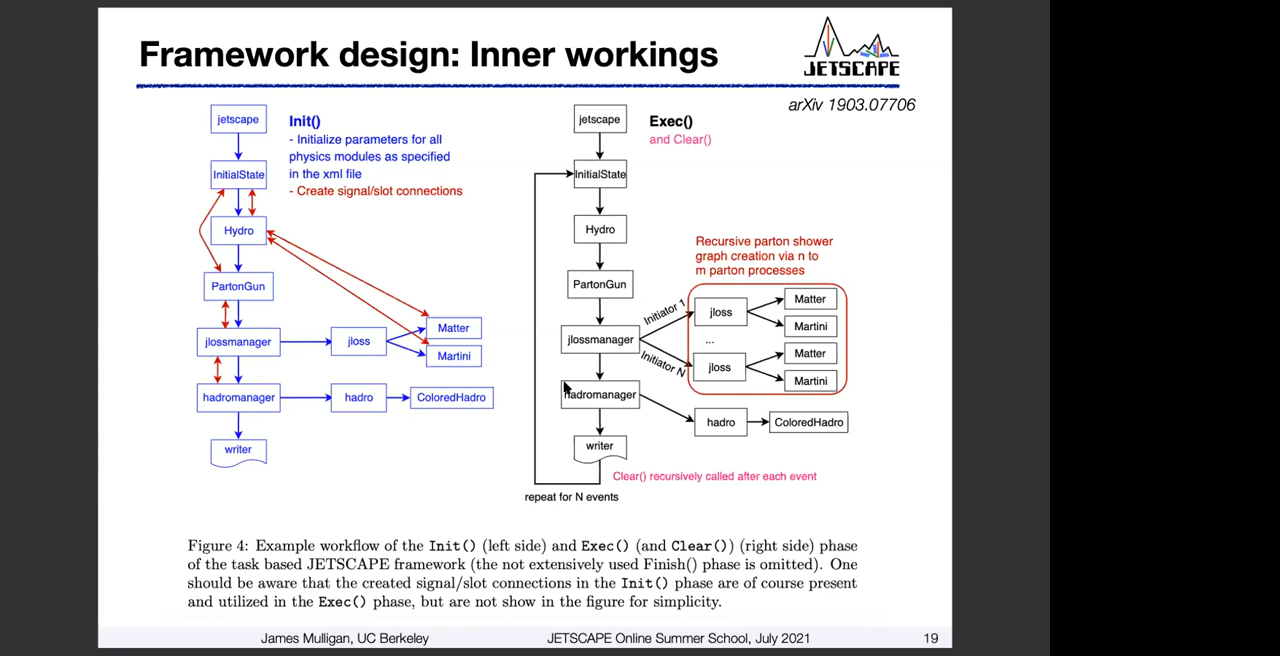 Framework design: Inner workings
JETSCAPE
arXiv 1903.07706
jetscape
Init()
- Initialize parameters for all
physics modules as specified
in the xml file
- Create signal/slot connections
InitialState
Hydro
PartonGun
jlossmanager
jloss
Matter
Martini
hadromanager
hadro
ColoredHadro
writer
jetscape
Exec()
and Clear()
InitialState
Hydro
PartonGun
jlossmanager
Recursive parton shower
graph creation via n to
m parton processes
Initiator 1
jloss
Matter
Martini
...
Initiator N
jloss
Matter
Martini
hadromanager
hadro
ColoredHadro
writer
Clear() recursively called after each event
repeat for N events
Figure 4: Example workflow of the Init() (left side) and Exec() (and Clear()) (right side) phase
of the task based JETSCAPE framework (the not extensively used Finish() phase is omitted). One
should be aware that the created signal/slot connections in the Init() phase are of course present
and utilized in the Exec() phase, but are not show in the figure for simplicity.
James Mulligan, UC Berkeley
JETSCAPE Online Summer School, July 2021
19